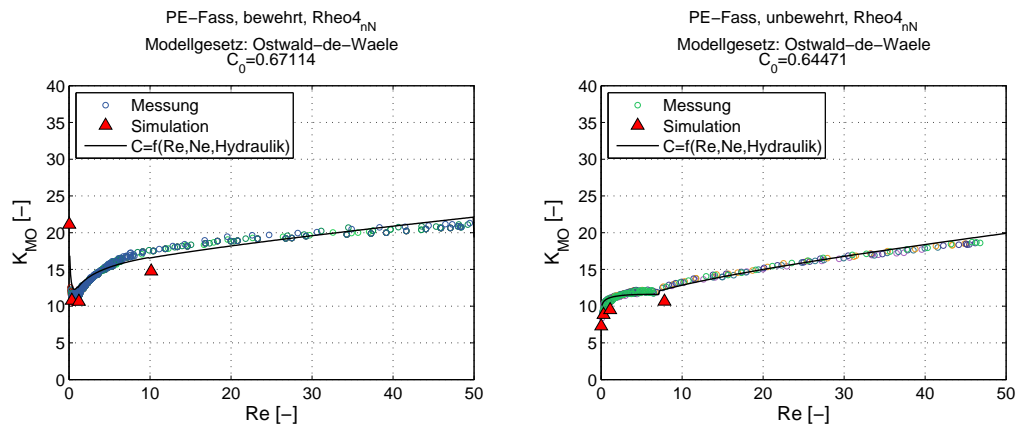 PE−Fass, bewehrt, Rheo4nN
Modellgesetz: Ostwald−de−Waele
C0=0.67114
40
35
30
25
20
15
10
5
0
KMO [−]
Messung
Simulation
C=f(Re,Ne,Hydraulik)
0 10 20 30 40 50
Re [−]
PE−Fass, unbewehrt, Rheo4nN
Modellgesetz: Ostwald−de−Waele
C0=0.64471
40
35
30
25
20
15
10
5
0
KMO [−]
Messung
Simulation
C=f(Re,Ne,Hydraulik)
0 10 20 30 40 50
Re [−]